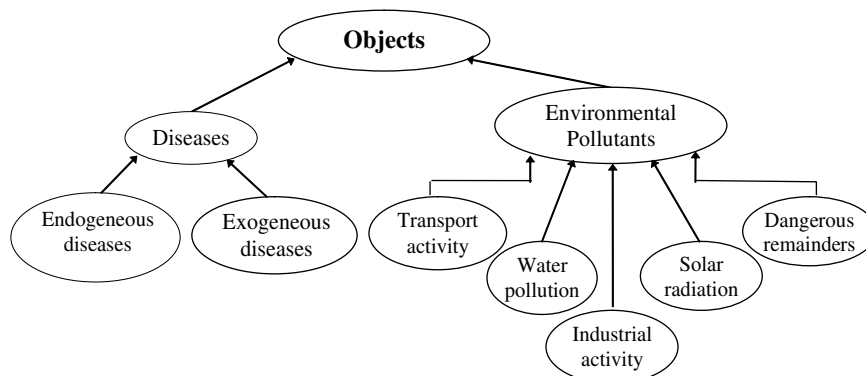 Objects
Diseases
Environmental
Pollutants
Endogeneous
diseases
Exogeneous
diseases
Transport
activity
Water
pollution
Industrial
activity
Solar
radiation
Dangerous
remainders